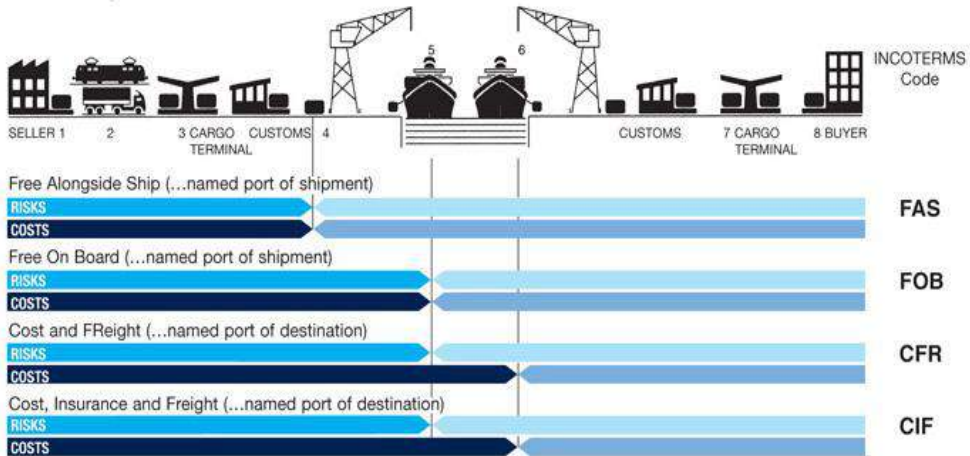 5 6
INCOTERMS
Code
SELLER 1 2 3 CARGO TERMINAL CUSTOMS 4 CUSTOMS 7 CARGO TERMINAL 8 BUYER
Free Alongside Ship (...named port of shipment)
RISKS
FAS
COSTS
Free On Board (...named port of shipment)
RISKS
FOB
COSTS
Cost and FReight (...named port of destination)
RISKS
CFR
COSTS
Cost, Insurance and Freight (...named port of destination)
RISKS
CIF
COSTS